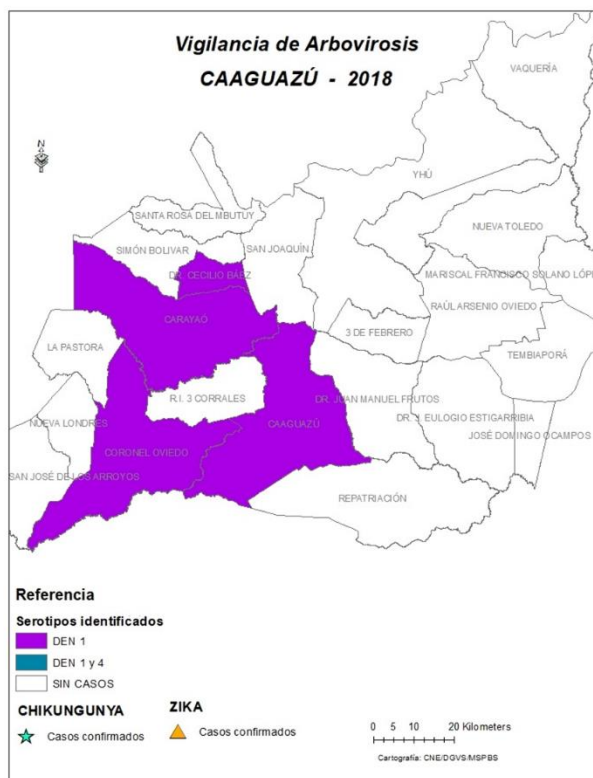 Vigilancia de Arbovirosis
CAAGUAZÚ - 2018
N
VAQUERÍA
YHÚ
SANTA ROSA DEL MBUTUY
NUEVA TOLEDO
SIMÓN BOLIVAR
SAN JOAQUÍN
DR. CECILIO BÁEZ
MARISCAL FRANCISCO SOLANO LÓPE
RAÚL ARSENIO OVIEDO
CARAYAÓ
3 DE FEBRERO
LA PASTORA
TEMBIAPORÁ
R.I. 3 CORRALES
DR. JUAN MANUEL FRUTOS
NUEVA LONDRES
DR. J. EULOGIO ESTIGARRIBIA
CAAGUAZÚ
JOSÉ DOMINGO OCAMPOS
CORONEL OVIEDO
SAN JOSÉ DE LOS ARROYOS
REPATRIACIÓN
Referencia
Serotipos identificados
DEN 1
DEN 1 y 4
SIN CASOS
CHIKUNGUNYA
Casos confirmados
ZIKA
Casos confirmados
0 5 10 20 Kilometers
Cartografía: CNE/DGVS/MSPBS